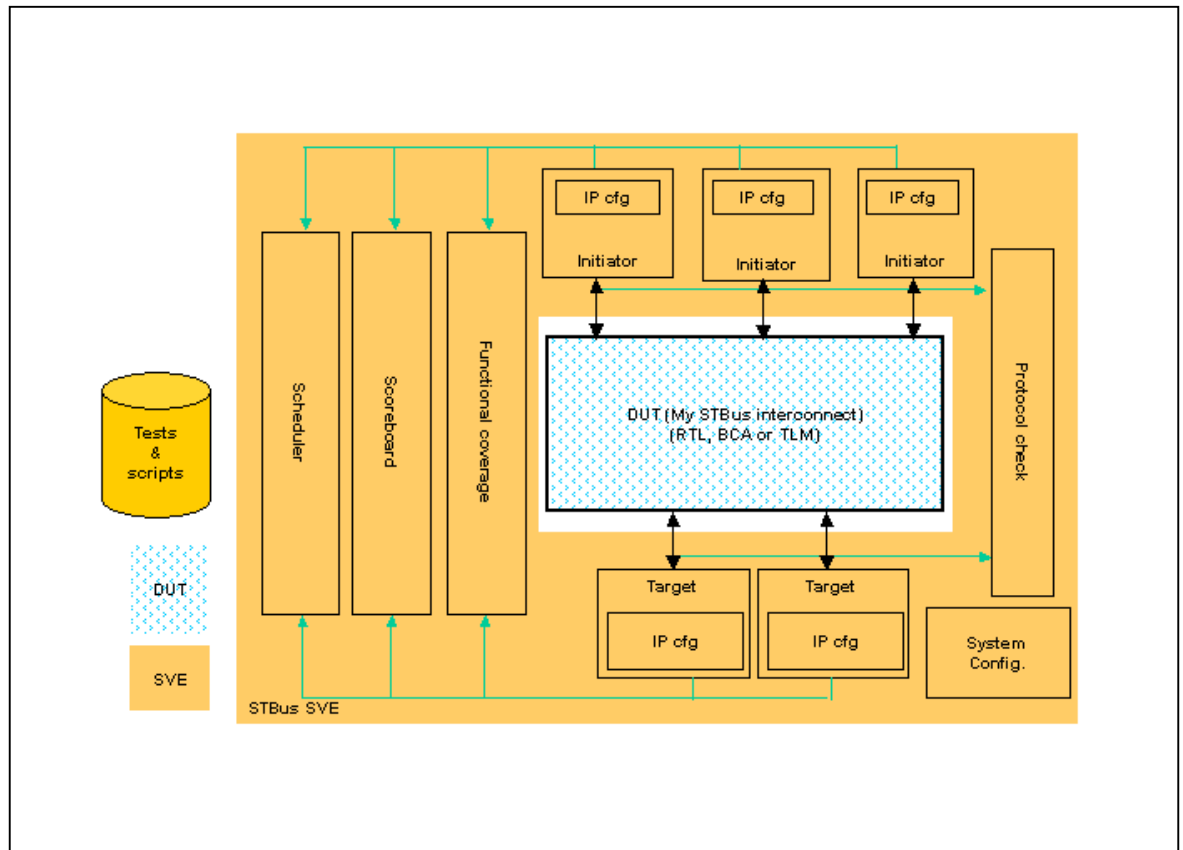 IP cfg
Initiator
IP cfg
Initiator
IP cfg
Initiator
Scheduler
Scoreboard
Functional coverage
DUT (My STBus interconnect)
(RTL, BCA or TLM)
Protocol check
Tests
&
scripts
DUT
SVE
Target
IP cfg
Target
IP cfg
System
Config.
STBus SVE